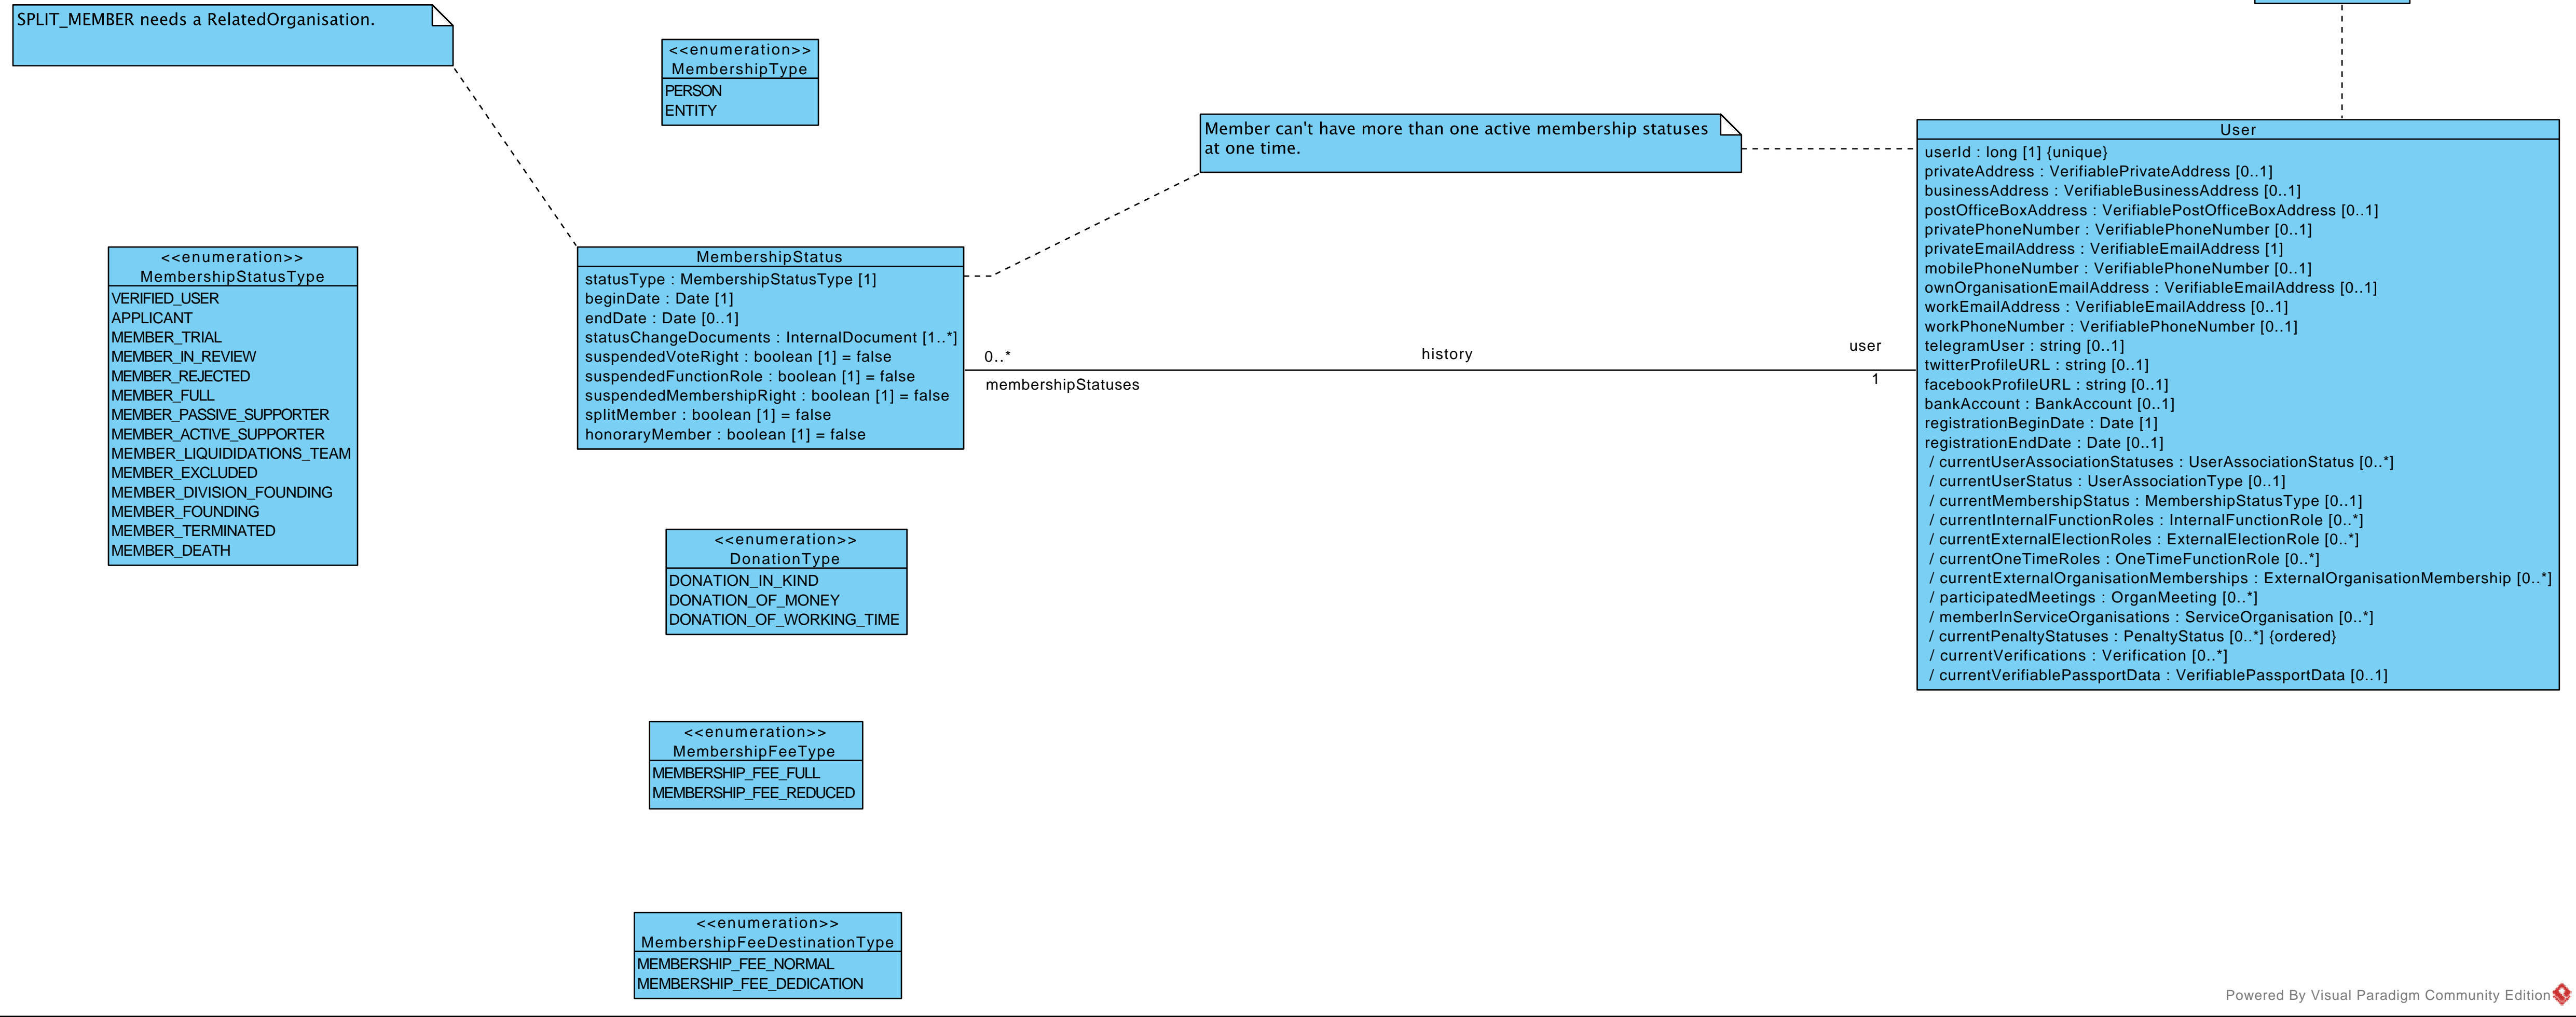 SPLIT_MEMBER needs a RelatedOrganisation.
<<enumeration>>
MembershipType
PERSON
ENTITY
Member can't have more than one active membership statuses
at one time.
User
userId : long [1] {unique}
privateAddress : VerifiablePrivateAddress [0..1]
businessAddress : VerifiableBusinessAddress [0..1]
postOfficeBoxAddress : VerifiablePostOfficeBoxAddress [0..1]
privatePhoneNumber : VerifiablePhoneNumber [0..1]
privateEmailAddress : VerifiableEmailAddress [1]
mobilePhoneNumber : VerifiablePhoneNumber [0..1]
ownOrganisationEmailAddress : VerifiableEmailAddress [0..1]
workEmailAddress : VerifiableEmailAddress [0..1]
workPhoneNumber : VerifiablePhoneNumber [0..1]
telegramUser : string [0..1]
twitterProfileURL : string [0..1]
facebookProfileURL : string [0..1]
bankAccount : BankAccount [0..1]
registrationBeginDate : Date [1]
registrationEndDate : Date [0..1]
/ currentUserAssociationStatuses : UserAssociationStatus [0..*]
/ currentUserStatus : UserAssociationType [0..1]
/ currentMembershipStatus : MembershipStatusType [0..1]
/ currentInternalFunctionRoles : InternalFunctionRole [0..*]
/ currentExternalElectionRoles : ExternalElectionRole [0..*]
/ currentOneTimeRoles : OneTimeFunctionRole [0..*]
/ currentExternalOrganisationMemberships : ExternalOrganisationMembership [0..*]
/ participatedMeetings : OrganMeeting [0..*]
/ memberInServiceOrganisations : ServiceOrganisation [0..*]
/ currentPenaltyStatuses : PenaltyStatus [0..*] {ordered}
/ currentVerifications : Verification [0..*]
/ currentVerifiablePassportData : VerifiablePassportData [0..1]
<<enumeration>>
MembershipStatusType
VERIFIED_USER
APPLICANT
MEMBER_TRIAL
MEMBER_IN_REVIEW
MEMBER_REJECTED
MEMBER_FULL
MEMBER_PASSIVE_SUPPORTER
MEMBER_ACTIVE_SUPPORTER
MEMBER_LIQUIDIDATIONS_TEAM
MEMBER_EXCLUDED
MEMBER_DIVISION_FOUNDING
MEMBER_FOUNDING
MEMBER_TERMINATED
MEMBER_DEATH
MembershipStatus
statusType : MembershipStatusType [1]
beginDate : Date [1]
endDate : Date [0..1]
statusChangeDocuments : InternalDocument [1..*]
suspendedVoteRight : boolean [1] = false
suspendedFunctionRole : boolean [1] = false
suspendedMembershipRight : boolean [1] = false
splitMember : boolean [1] = false
honoraryMember : boolean [1] = false
0..*
membershipStatuses
history
user
1
<<enumeration>>
DonationType
DONATION_IN_KIND
DONATION_OF_MONEY
DONATION_OF_WORKING_TIME
<<enumeration>>
MembershipFeeType
MEMBERSHIP_FEE_FULL
MEMBERSHIP_FEE_REDUCED
<<enumeration>>
MembershipFeeDestinationType
MEMBERSHIP_FEE_NORMAL
MEMBERSHIP_FEE_DEDICATION
Powered By Visual Paradigm Community Edition